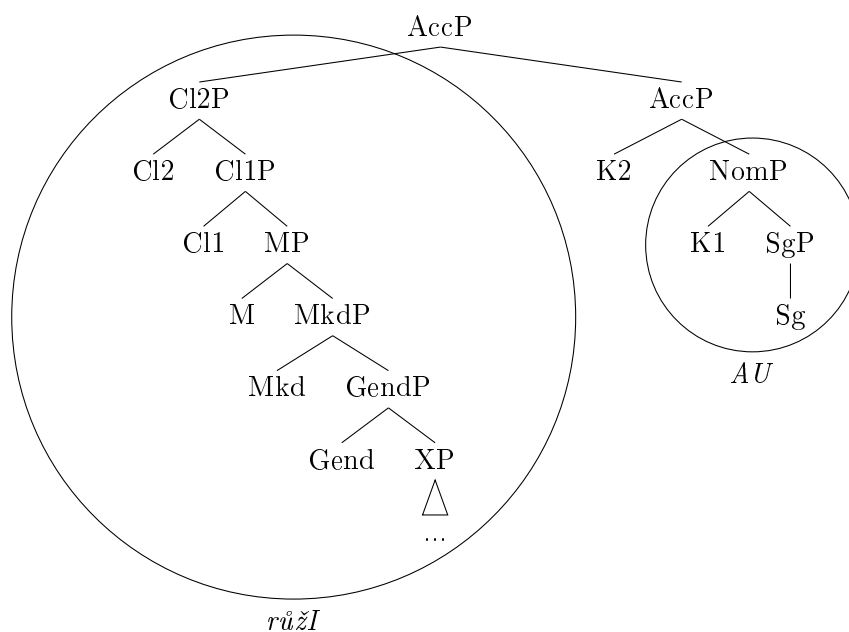 AccP
Cl2P AccP
Cl2 Cl1P K2 NomP
Cl1 MP K1 SgP
M MkdP Sg
Mkd GendP AU
Gend XP
...
růžI